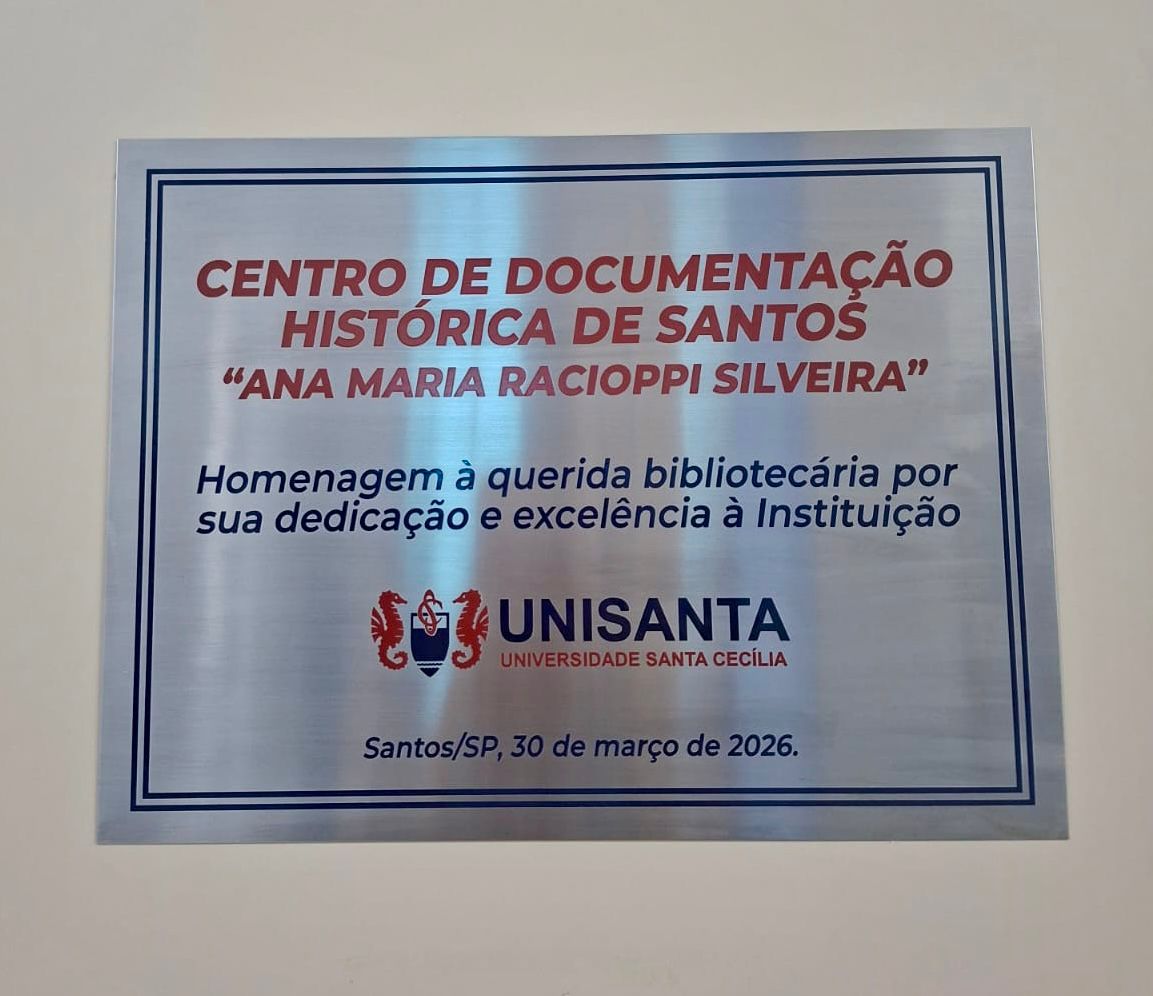 CENTRO DE DOCUMENTAÇÃO
HISTÓRICA DE SANTOS
“ANA MARIA RACIOPPI SILVEIRA”
Homenagem à querida bibliotecária por
sua dedicação e excelência à Instituição
UNISANTA
UNIVERSIDADE SANTA CECÍLIA
Santos/SP, 30 de março de 2026.